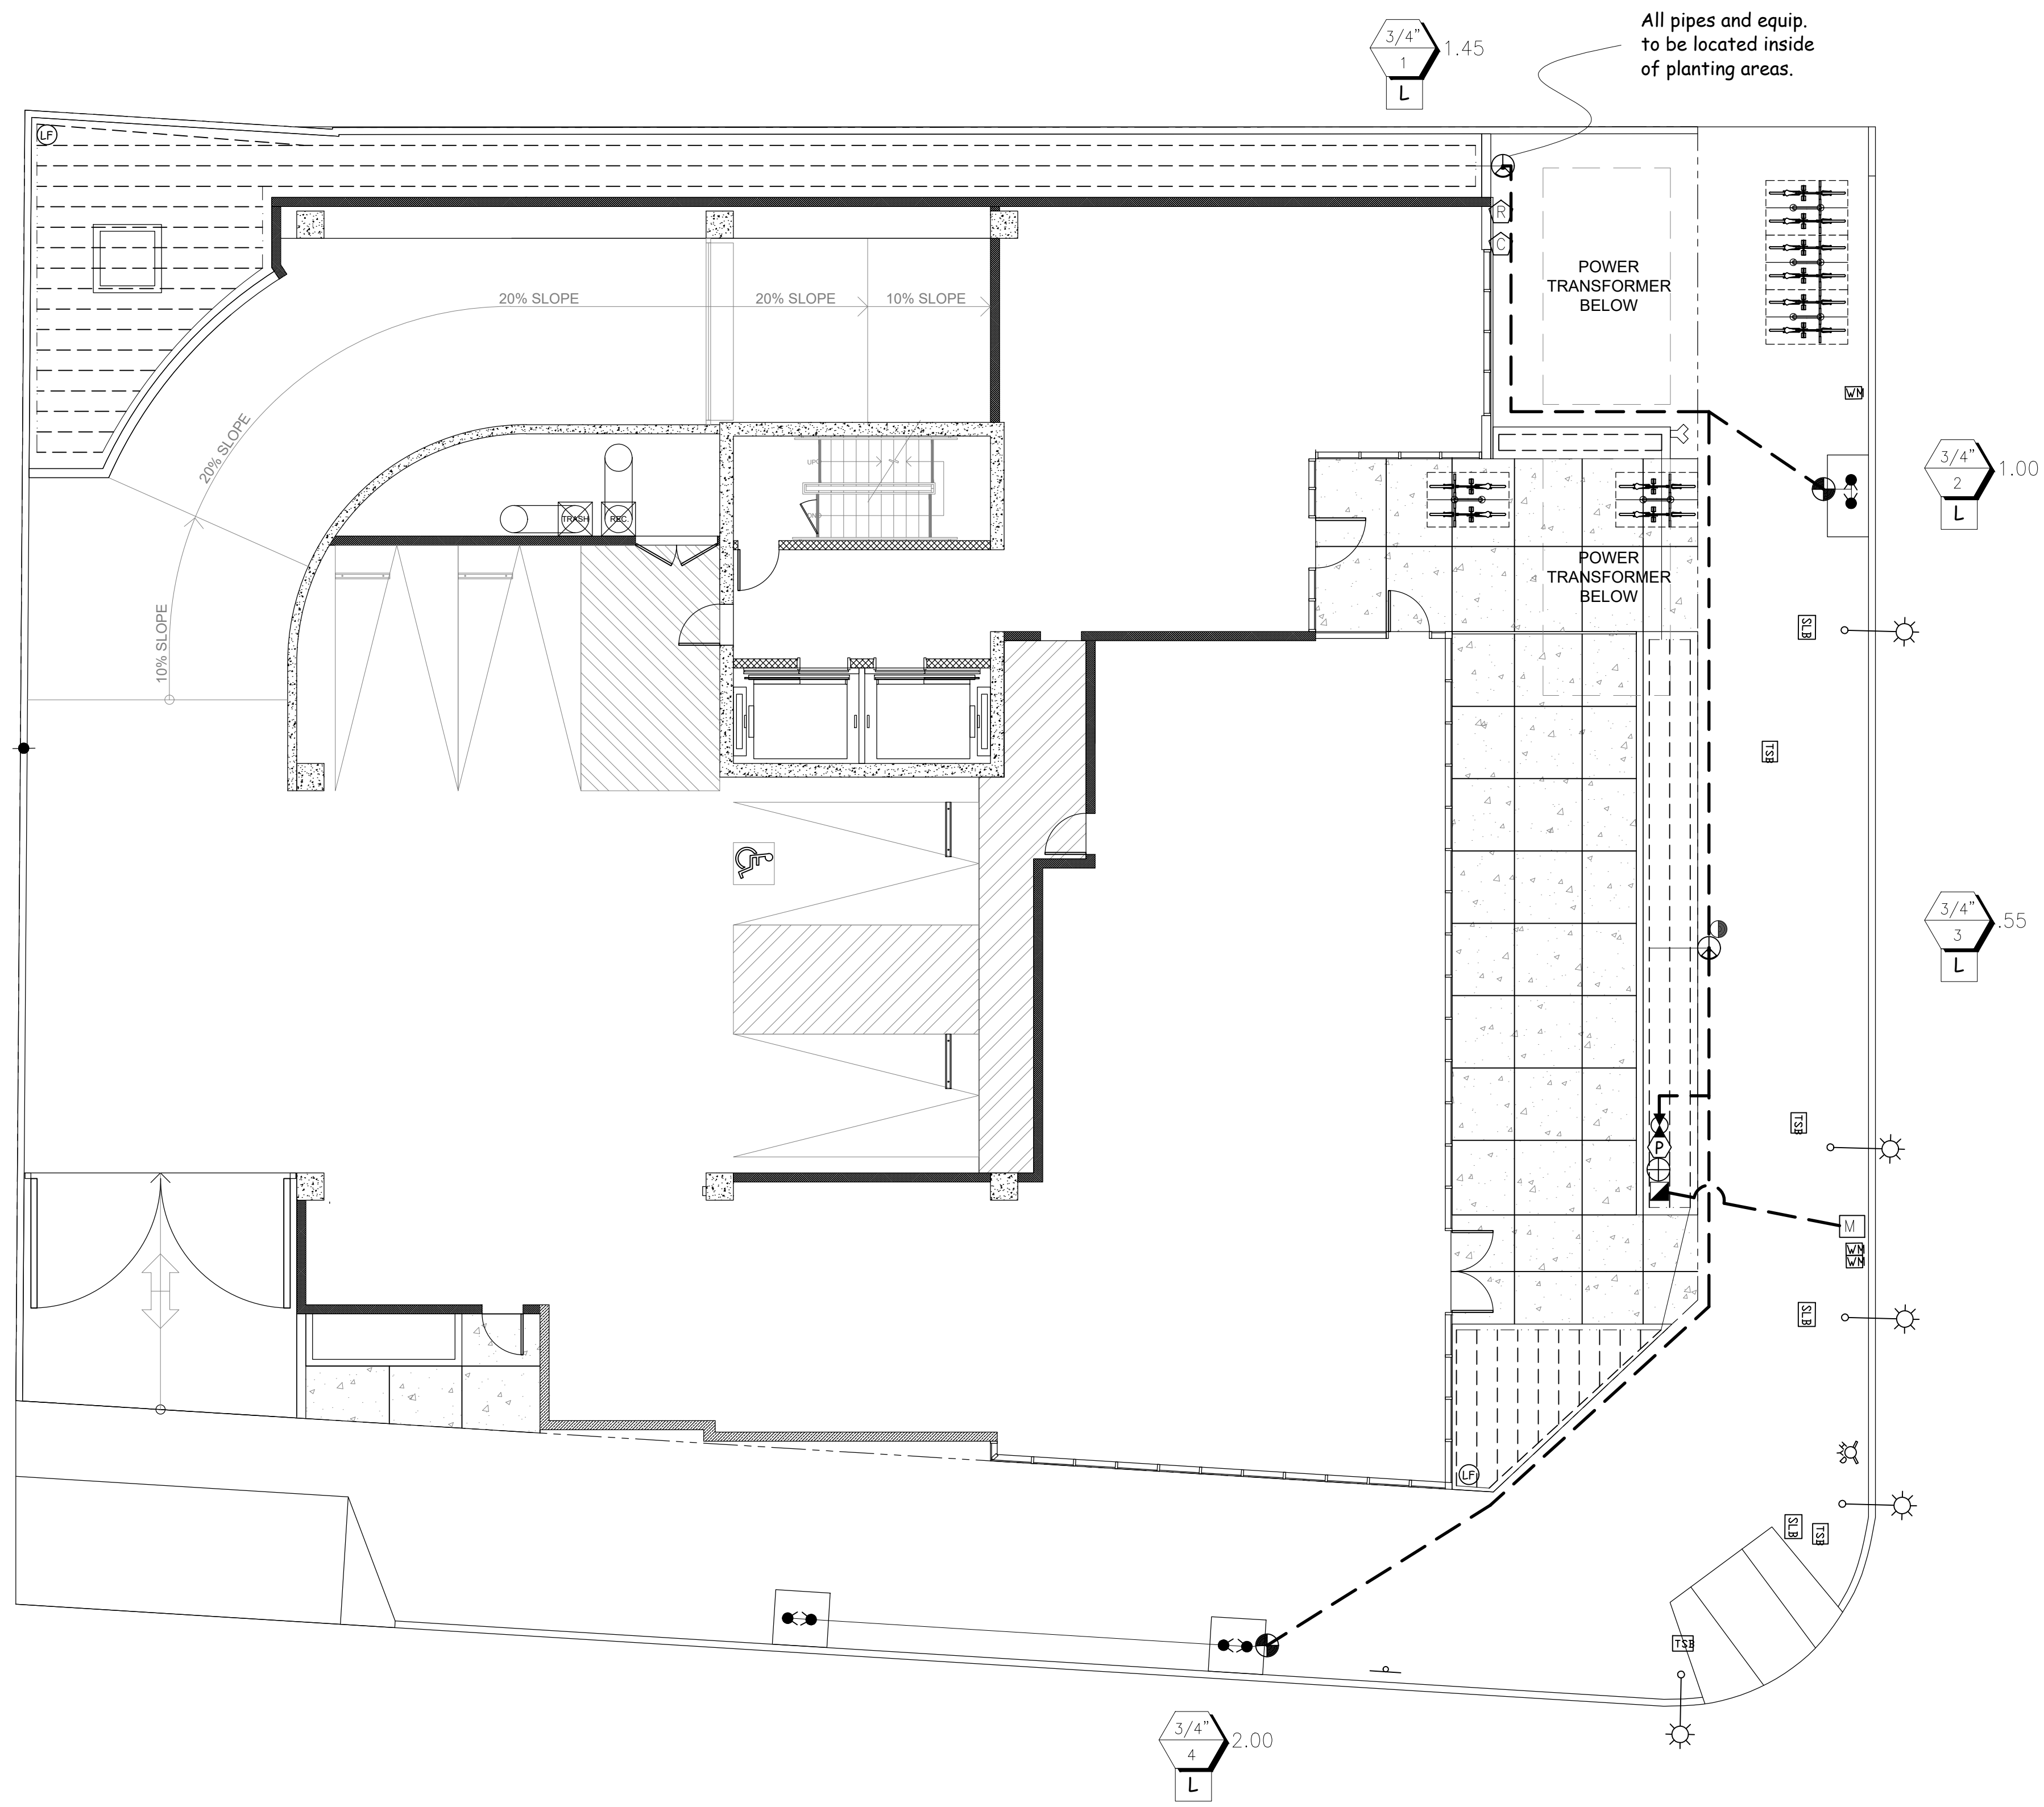 All pipes and equip.
to be located inside
of planting areas.
3/4"
1
1.45
L
LF
R
C
POWER
TRANSFORMER
BELOW
20% SLOPE
20% SLOPE
10% SLOPE
WM
20% SLOPE
UP
3/4"
2
1.00
L
TRASH
REC.
DN
POWER
TRANSFORMER
BELOW
10% SLOPE
SLB
TSB
3/4"
3
.55
L
TSB
P
M
WM
WM
SLB
LF
SLB
TSB
TSB
3/4"
4
2.00
L